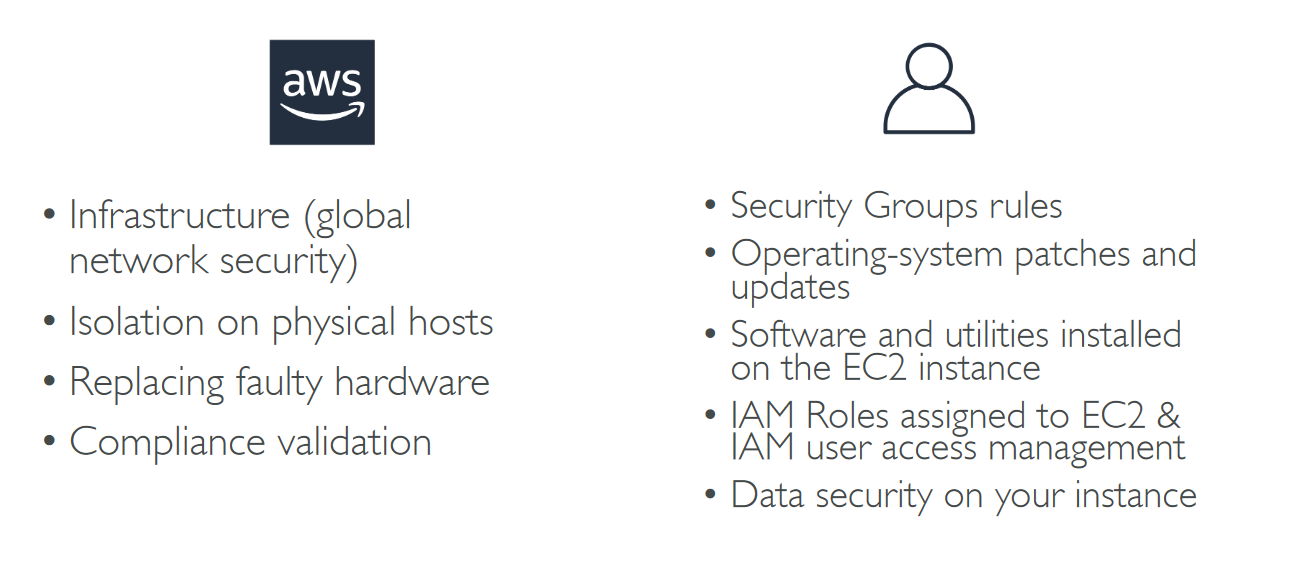 aws
• Infrastructure (global
network security)
• Isolation on physical hosts
• Replacing faulty hardware
• Compliance validation
• Security Groups rules
• Operating-system patches and
updates
• Software and utilities installed
on the EC2 instance
• IAM Roles assigned to EC2 &
IAM user access management
• Data security on your instance